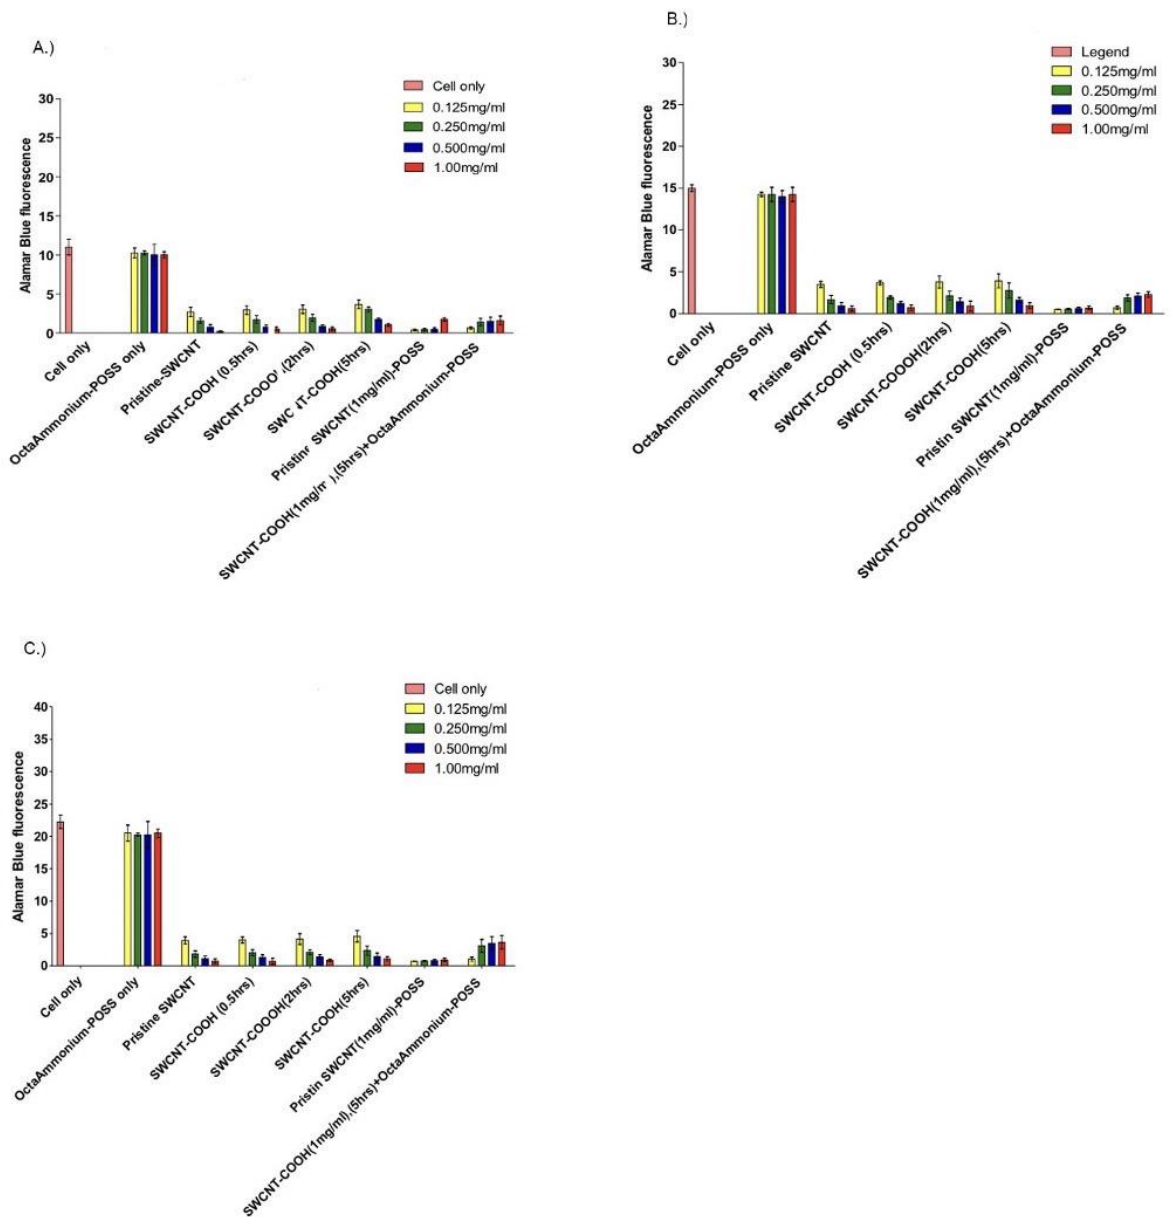 A.)
Cell only
0.125mg/ml
0.250mg/ml
0.500mg/ml
1.00mg/ml
Alamar Blue fluorescence
30
25
20
15
10
5
0
Cell only
OctaAmmonium-POSS only
Pristine-SWCNT
SWCNT-COOH (0.5hrs)
SWCNT-COOO' ,(2hrs)
T-COOH(5hrs)
SWCNT(1mg/ml)-POSS
),(5hrs)+OctaAmmonium-POSS
B.)
Legend
0.125mg/ml
0.250mg/ml
0.500mg/ml
1.00mg/ml
Alamar Blue fluorescence
30
25
20
15
10
5
0
Cell only
OctaAmmonium-POSS only
Pristine SWCNT
SWCNT-COOH (0.5hrs)
SWCNT-COOOH(2hrs)
SWCNT-COOH(5hrs)
Pristin SWCNT(1mg/ml)-POSS
SWCNT-COOH(1mg/ml),(5hrs)+OctaAmmonium-POSS
C.)
Cell only
0.125mg/ml
0.250mg/ml
0.500mg/ml
1.00mg/ml
Alamar Blue fluorescence
40
35
30
25
20
15
10
5
0
Cell only
OctaAmmonium-POSS only
Pristine SWCNT
SWCNT-COOH (0.5hrs)
SWCNT-COOOH(2hrs)
SWCNT-COOH(5hrs)
Pristin SWCNT(1mg/ml)-POSS
SWCNT-COOH(1mg/ml),(5hrs)+OctaAmmonium-POSS